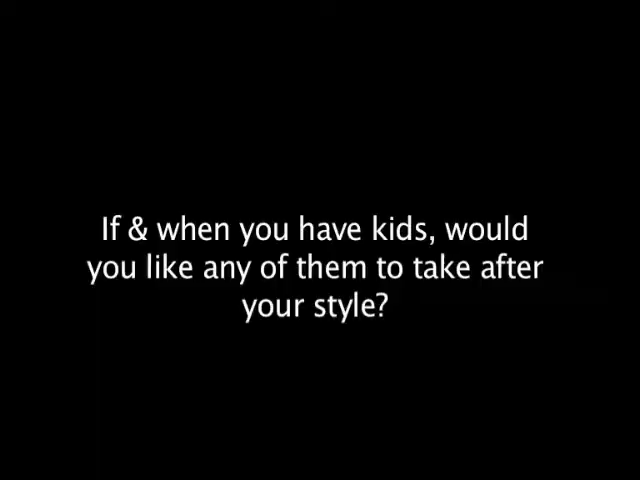 If & when you have kids, would
you like any of them to take after
your style?